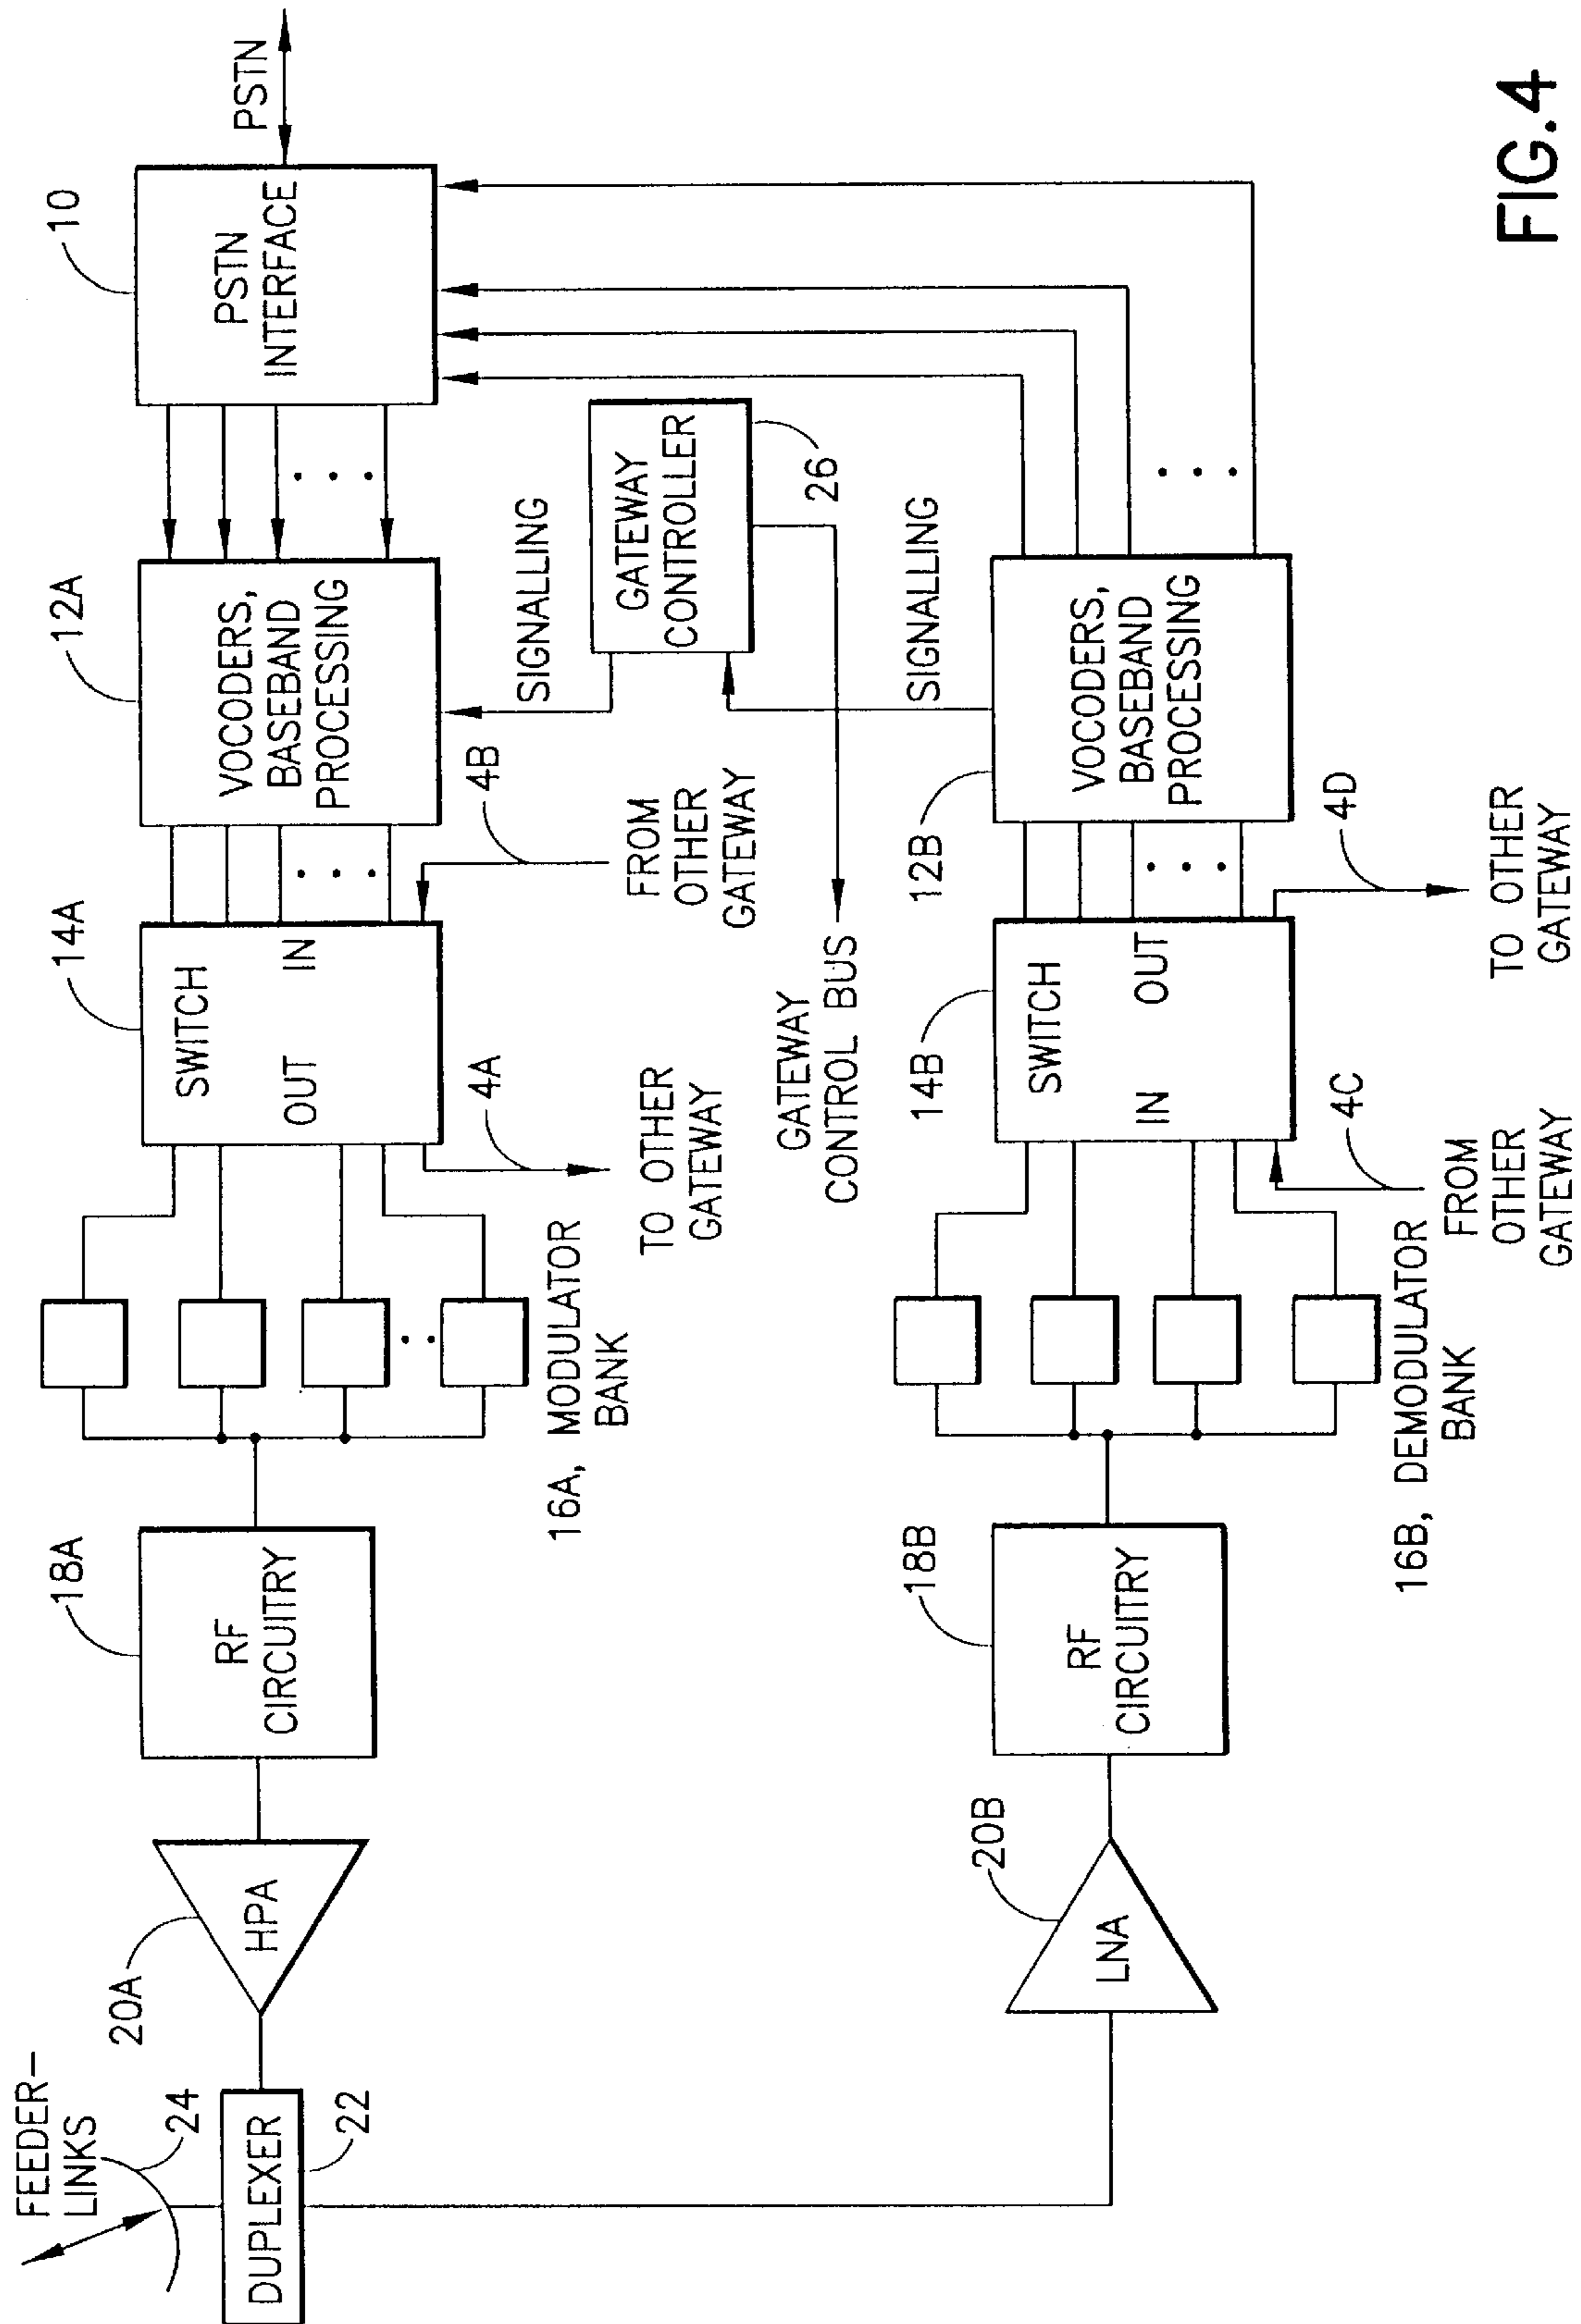 FEEDER-
LINKS
24
DUPLEXER
22
20A
HPA
18A
RF
CIRCUITRY
16A, MODULATOR
BANK
14A
SWITCH
OUT
IN
4A
TO OTHER
GATEWAY
4B
FROM
OTHER
GATEWAY
12A
VOCODERS,
BASEBAND
PROCESSING
10
PSTN
INTERFACE
PSTN
SIGNALLING
GATEWAY
CONTROLLER
26
SIGNALLING
GATEWAY
CONTROL BUS
20B
LNA
18B
RF
CIRCUITRY
16B, DEMODULATOR
BANK
14B
SWITCH
IN
OUT
4C
FROM
OTHER
GATEWAY
4D
TO OTHER
GATEWAY
12B
VOCODERS,
BASEBAND
PROCESSING
FIG.4